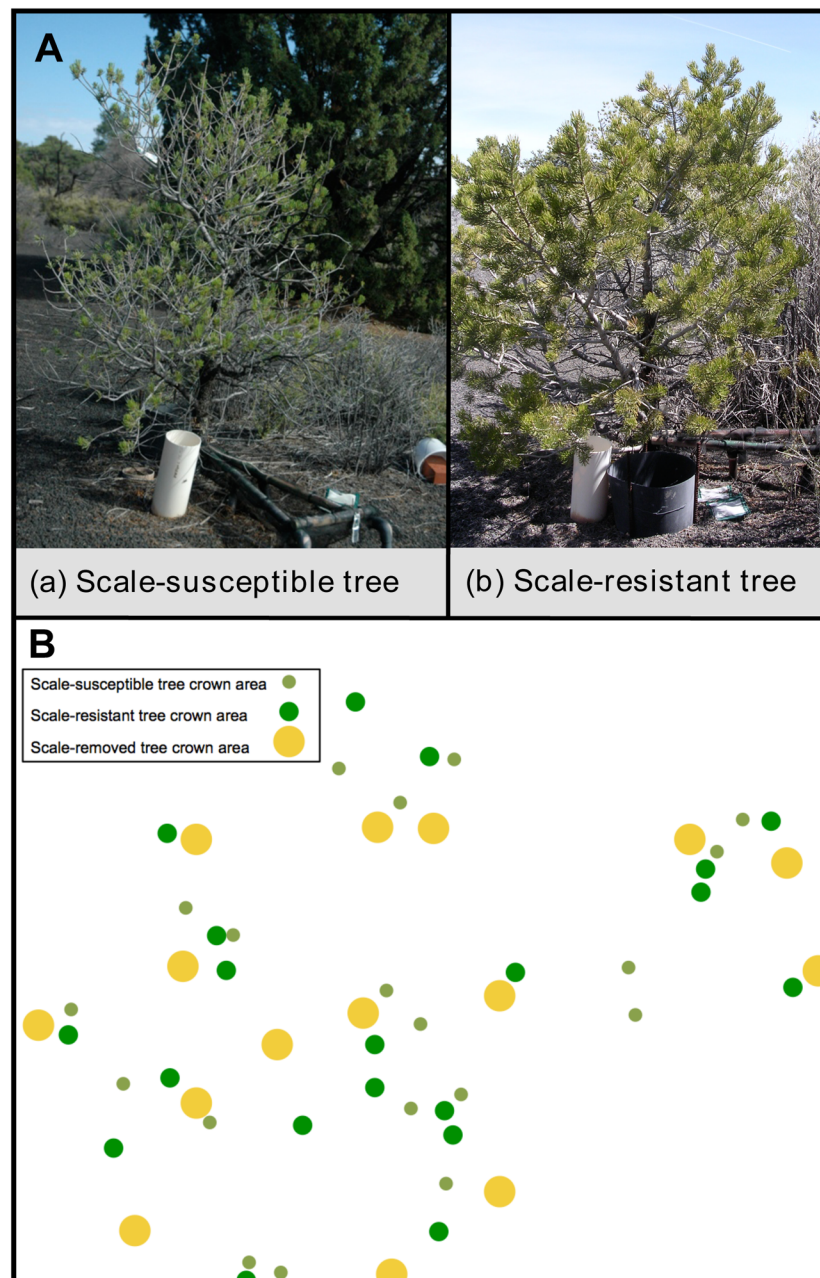 A
(a) Scale-susceptible tree
(b) Scale-resistant tree
B
Scale-susceptible tree crown area
Scale-resistant tree crown area
Scale-removed tree crown area